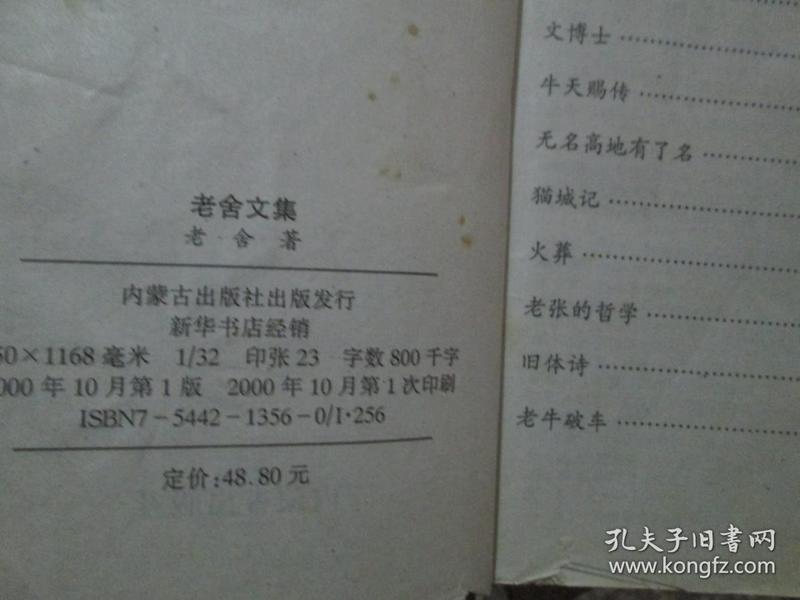 老舍文集
老舍 著
内蒙古出版社出版发行
新华书店经销
50×1168 毫米 1/32 印张 23 字数 800 千字
000 年 10 月第 1 版 2000 年 10 月第 1 次印刷
ISBN7-5442-1356-0/I·256
定价:48.80 元
文博士
牛天赐传
无名高地有了名
猫城记
火葬
老张的哲学
旧体诗
老牛破车
孔夫子旧书网
www.kongfz.com